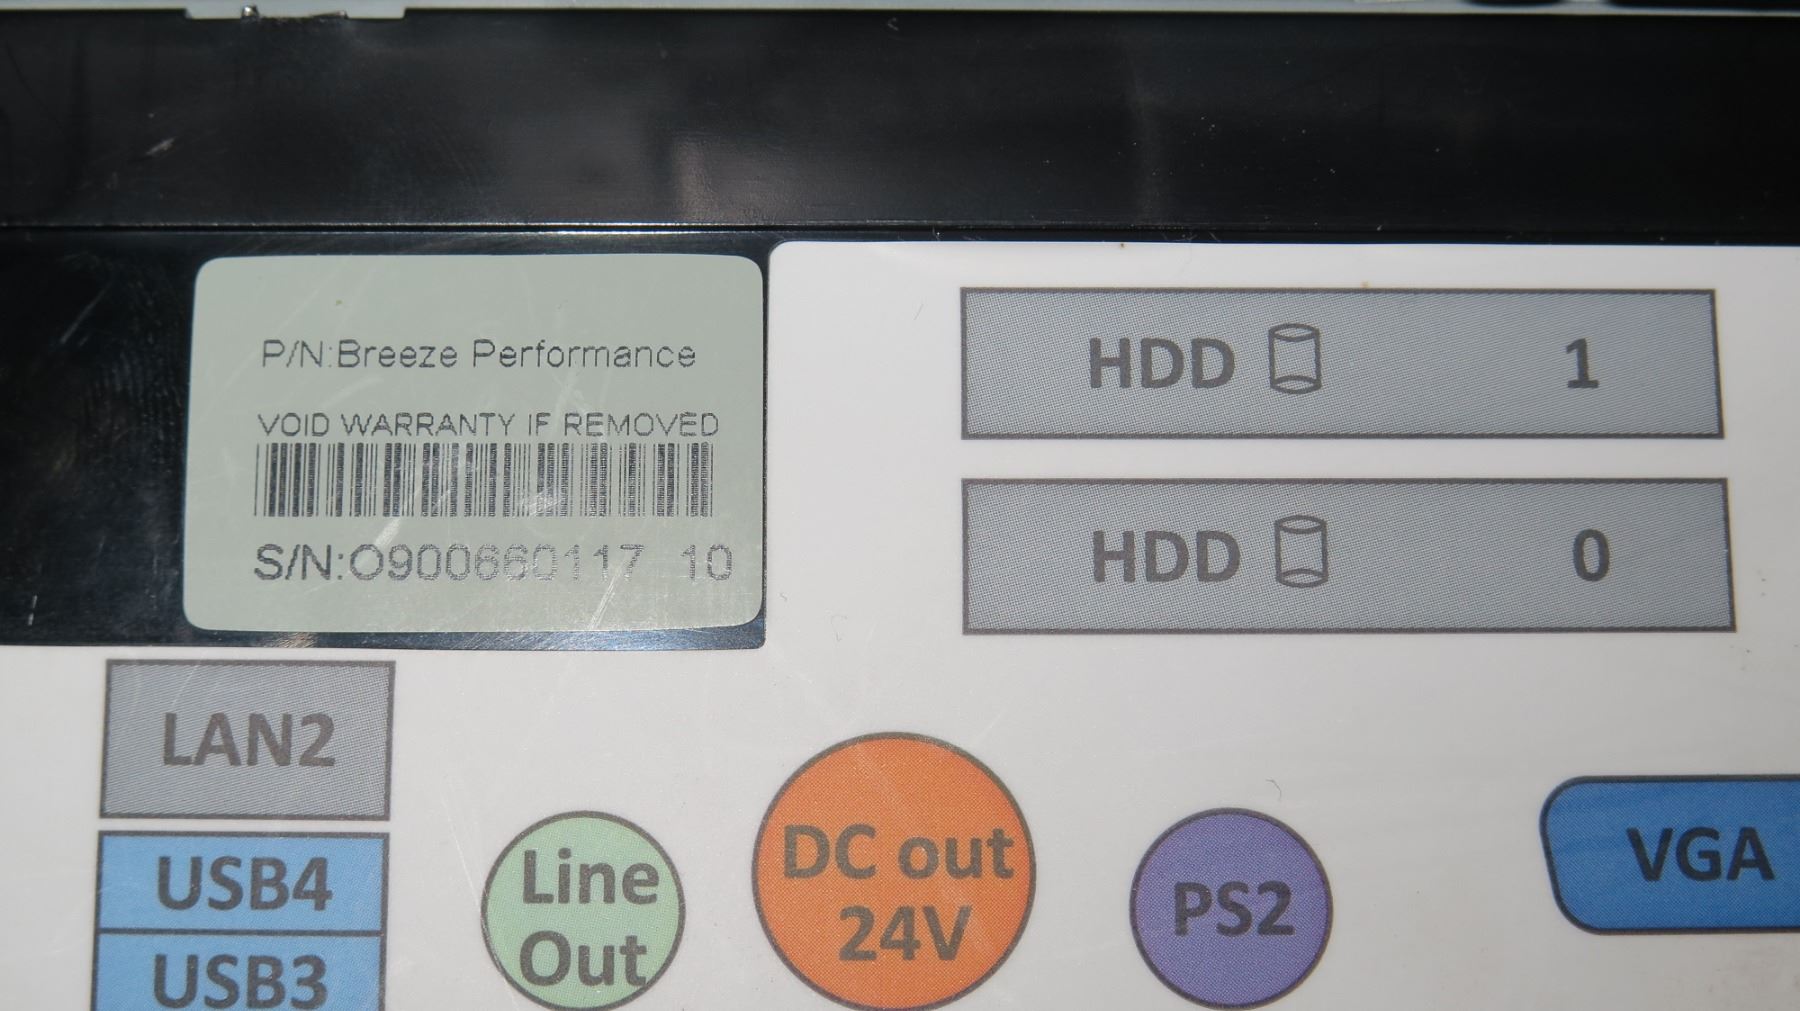 P/N:Breeze Performance
VOID WARRANTY IF REMOVED
S/N:O900660117 10
HDD 1
HDD 0
LAN2
USB4
USB3
Line
Out
DC out
24V
PS2
VGA